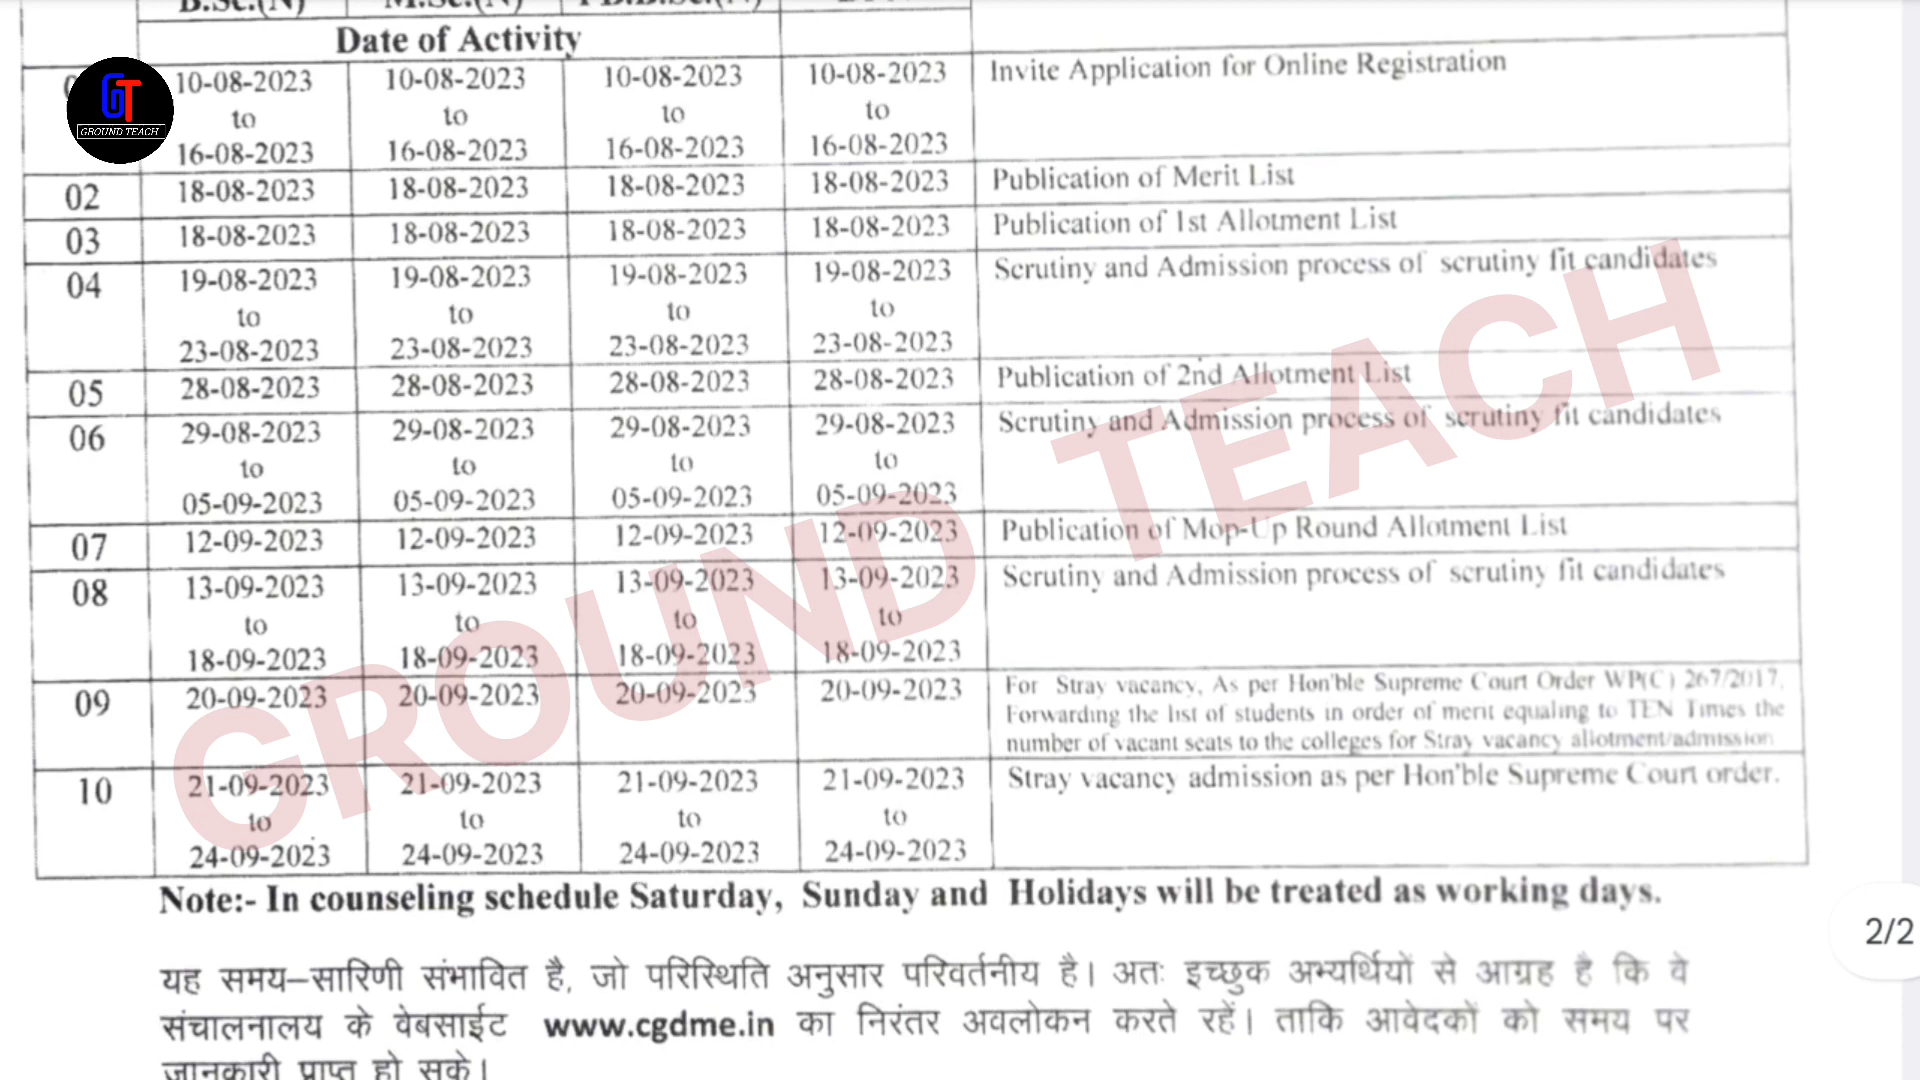 B.Sc.(N) M.Sc.(N)
Date of Activity
10-08-2023 10-08-2023 10-08-2023 10-08-2023 Invite Application for Online Registration
to to to to
16-08-2023 16-08-2023 16-08-2023 16-08-2023
02 18-08-2023 18-08-2023 18-08-2023 18-08-2023 Publication of Merit List
03 18-08-2023 18-08-2023 18-08-2023 18-08-2023 Publication of 1st Allotment List
04 19-08-2023 19-08-2023 19-08-2023 19-08-2023 Scrutiny and Admission process of scrutiny fit candidates
to to to to
23-08-2023 23-08-2023 23-08-2023 23-08-2023
05 28-08-2023 28-08-2023 28-08-2023 28-08-2023 Publication of 2nd Allotment List
06 29-08-2023 29-08-2023 29-08-2023 29-08-2023 Scrutiny and Admission process of scrutiny fit candidates
to to to to
05-09-2023 05-09-2023 05-09-2023 05-09-2023
07 12-09-2023 12-09-2023 12-09-2023 12-09-2023 Publication of Mop-Up Round Allotment List
08 13-09-2023 13-09-2023 13-09-2023 13-09-2023 Scrutiny and Admission process of scrutiny fit candidates
to to to to
18-09-2023 18-09-2023 18-09-2023 18-09-2023
09 20-09-2023 20-09-2023 20-09-2023 20-09-2023 For Stray vacancy, As per Hon'ble Supreme Court Order WP(C) 267/2017,
Forwarding the list of students in order of merit equaling to TEN Times the
number of vacant seats to the colleges for Stray vacancy allotment/admission
10 21-09-2023 21-09-2023 21-09-2023 21-09-2023 Stray vacancy admission as per Hon'ble Supreme Court order.
to to to to
24-09-2023 24-09-2023 24-09-2023 24-09-2023
Note:- In counseling schedule Saturday, Sunday and Holidays will be treated as working days.
यह समय–सारिणी संभावित है, जो परिस्थिति अनुसार परिवर्तनीय है। अतः इच्छुक अभ्यर्थियों से आग्रह है कि वे
संचालनालय के वेबसाईट www.cgdme.in का निरंतर अवलोकन करते रहें। ताकि आवेदकों को समय पर
जानकारी प्राप्त हो सके।
GT
GROUND TEACH
GROUND TEACH
2/2